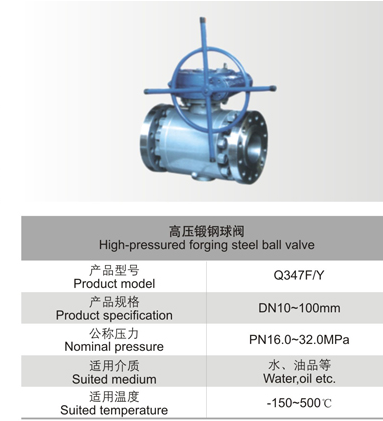 高压锻钢球阀
High-pressured forging steel ball valve
产品型号
Product model
Q347F/Y
产品规格
Product specification
DN10~100mm
公称压力
Nominal pressure
PN16.0~32.0MPa
适用介质
Suited medium
水、油品等
Water,oil etc.
适用温度
Suited temperature
-150~500℃